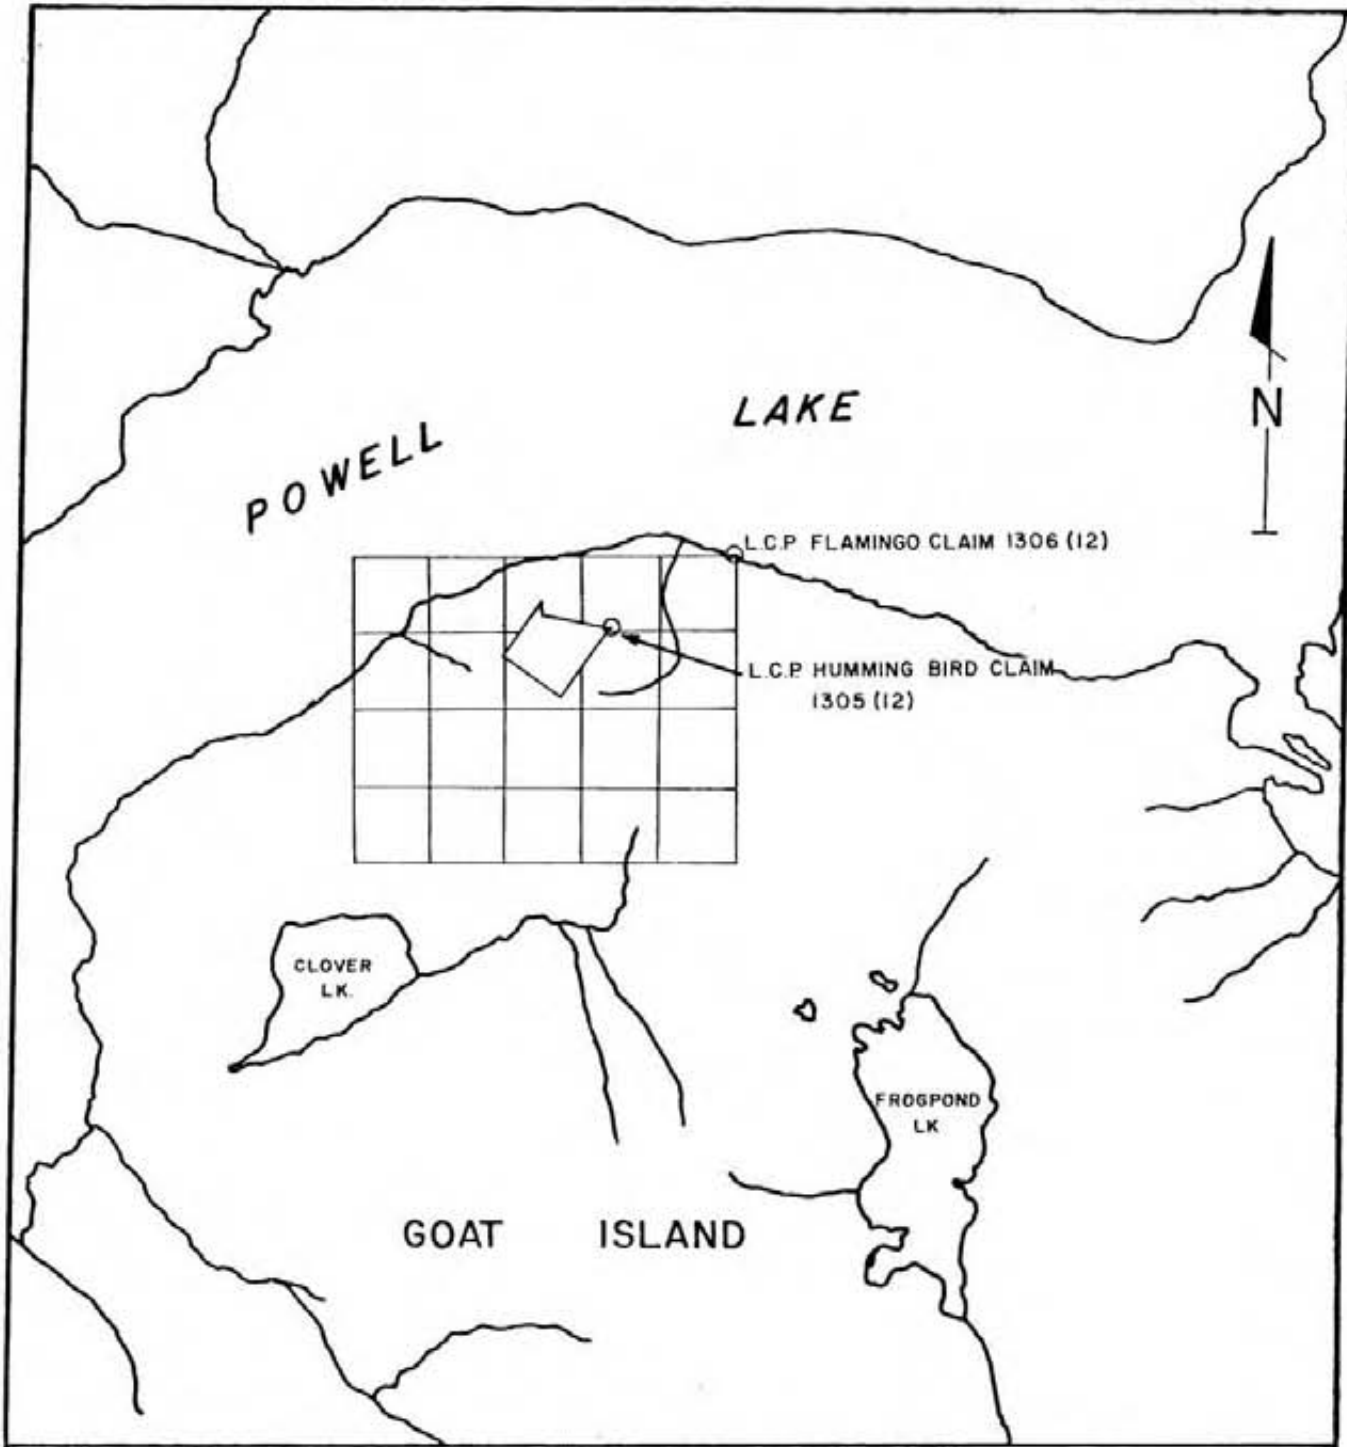 LAKE
N
POWELL
L.C.P FLAMINGO CLAIM 1306 (12)
L.C.P. HUMMING BIRD CLAIM
1305 (12)
CLOVER
LK.
FROGPOND
LK
GOAT ISLAND